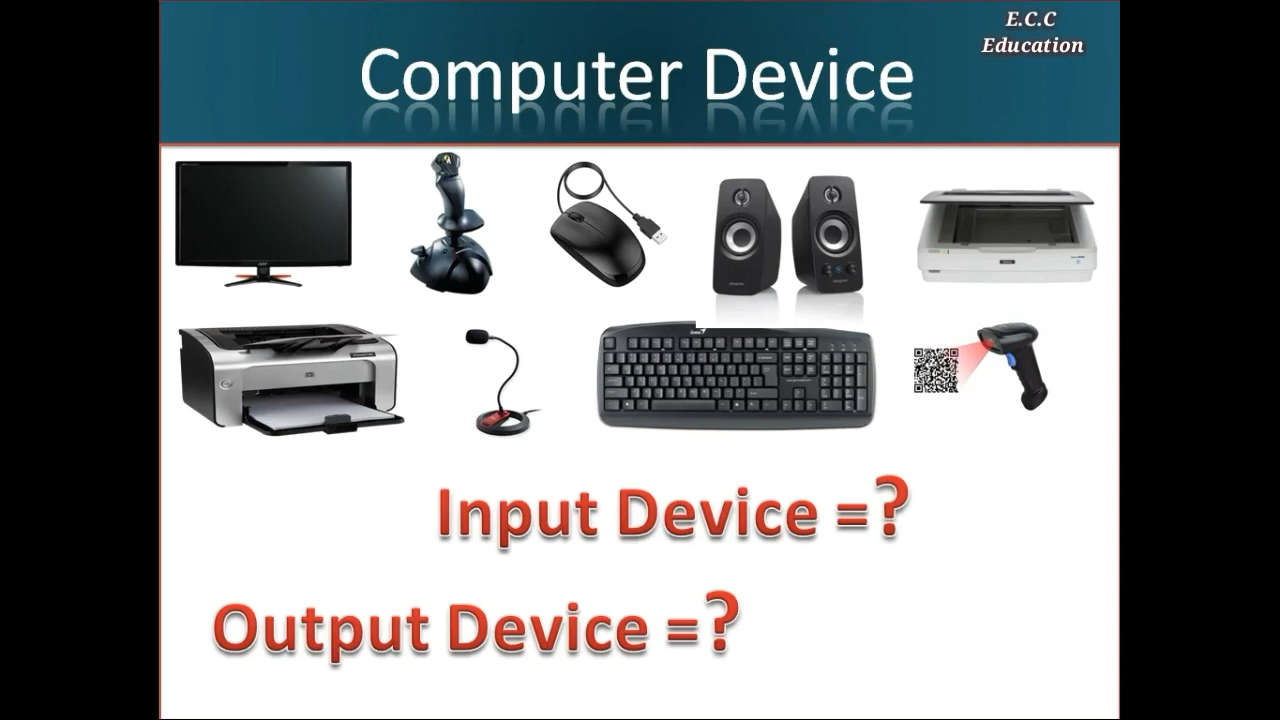 E.C.C
Education
Computer Device
Input Device =?
Output Device =?